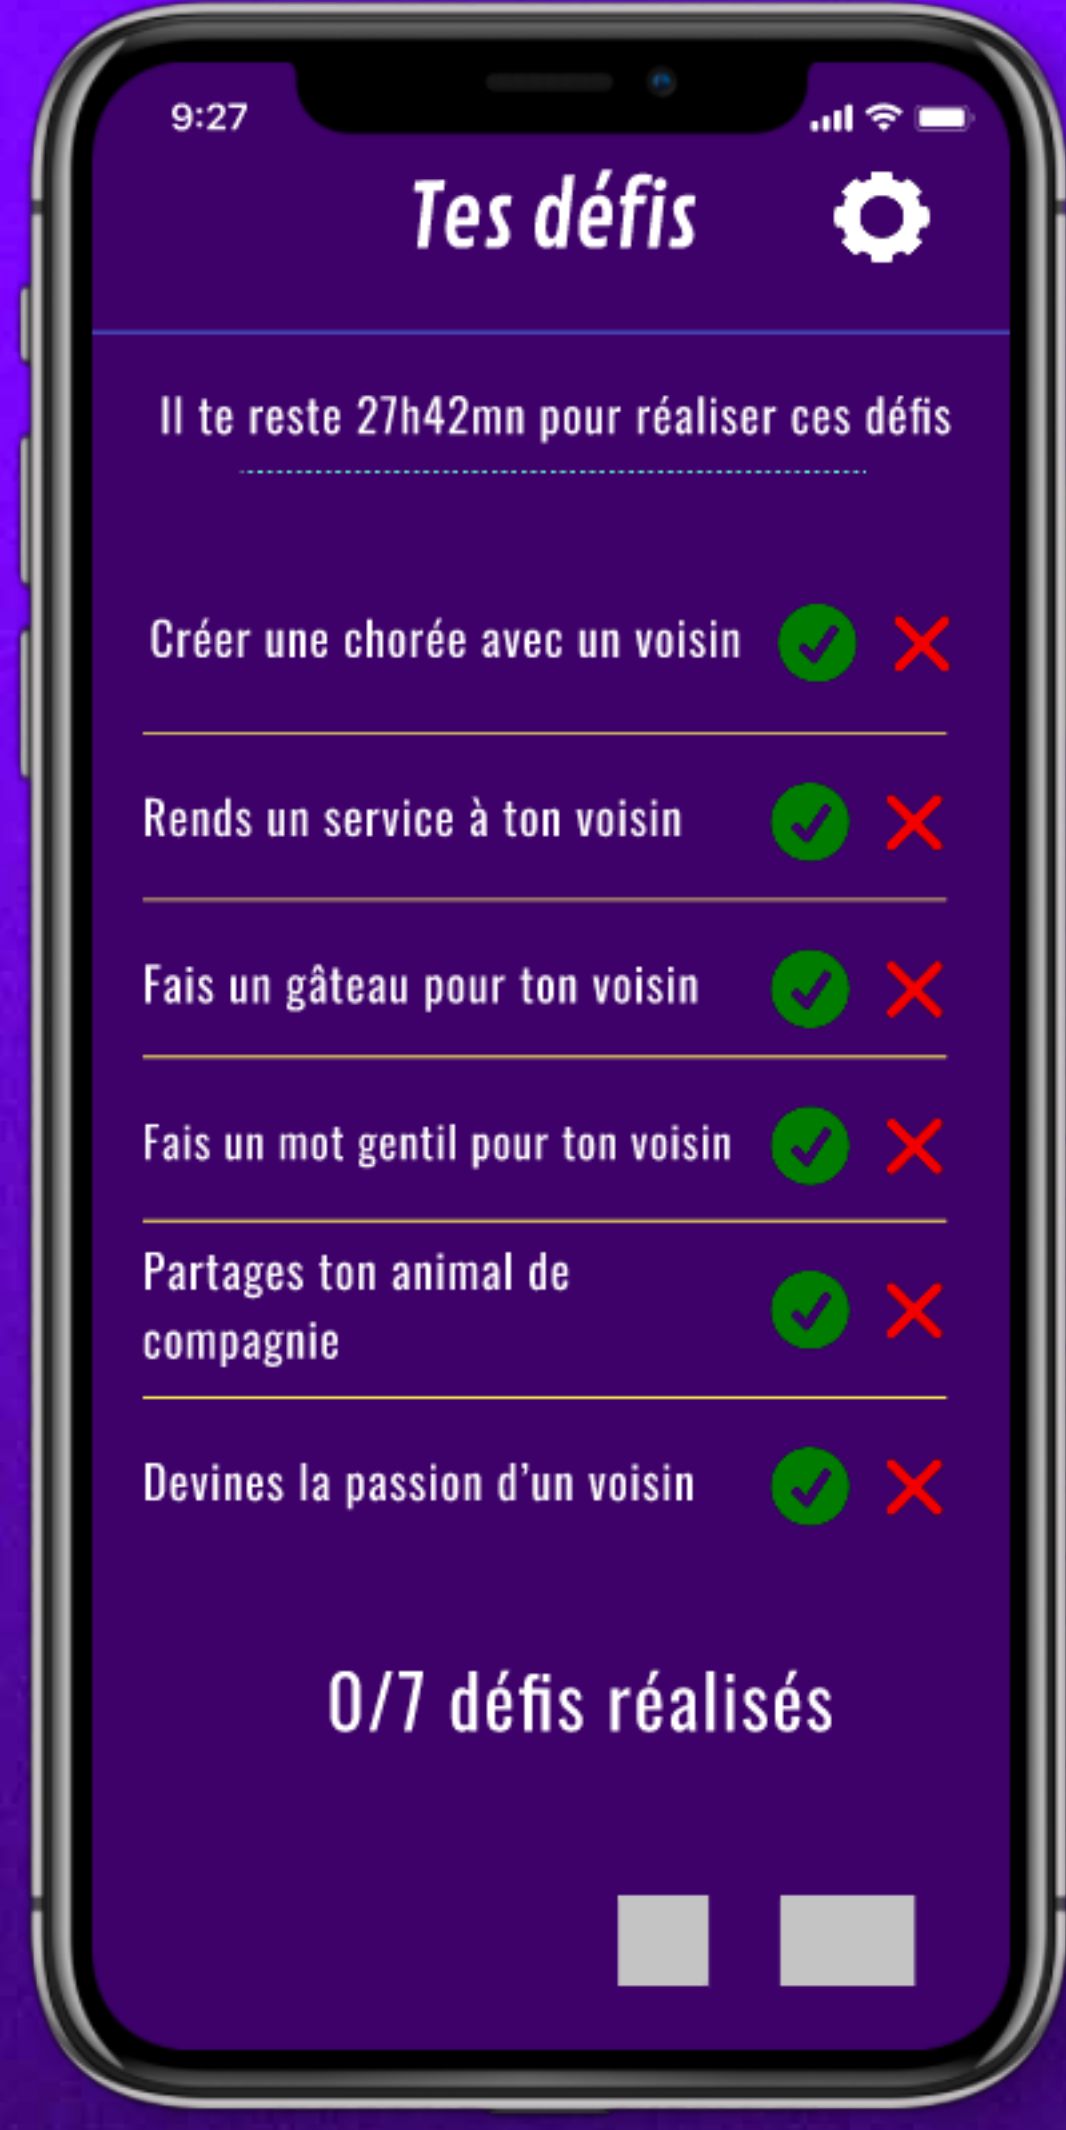 9:27
Tes défis
Il te reste 27h42mn pour réaliser ces défis
Créer une chorée avec un voisin
Rends un service à ton voisin
Fais un gâteau pour ton voisin
Fais un mot gentil pour ton voisin
Partages ton animal de
compagnie
Devines la passion d’un voisin
0/7 défis réalisés